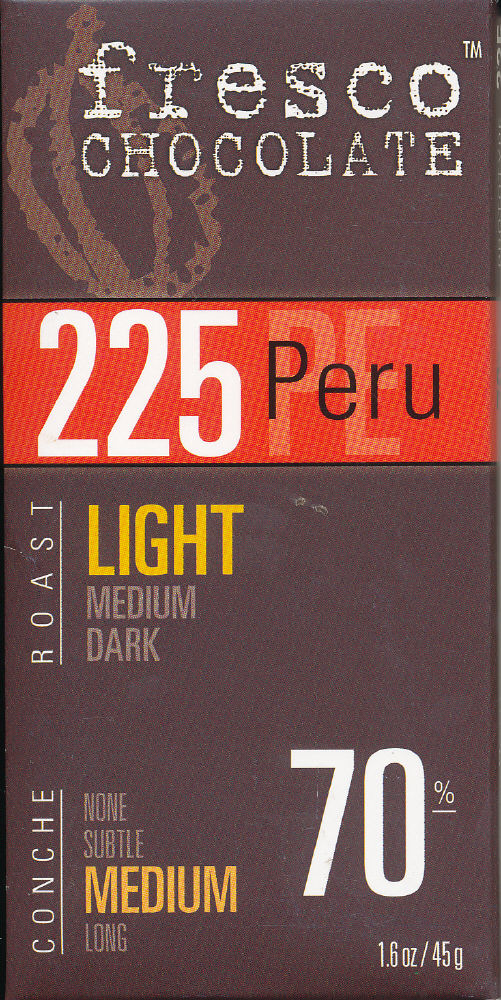 fresco™
CHOCOLATE
225 PE Peru
ROAST
LIGHT
MEDIUM
DARK
70%
CONCHE
NONE
SUBTLE
MEDIUM
LONG
1.6 oz / 45 g